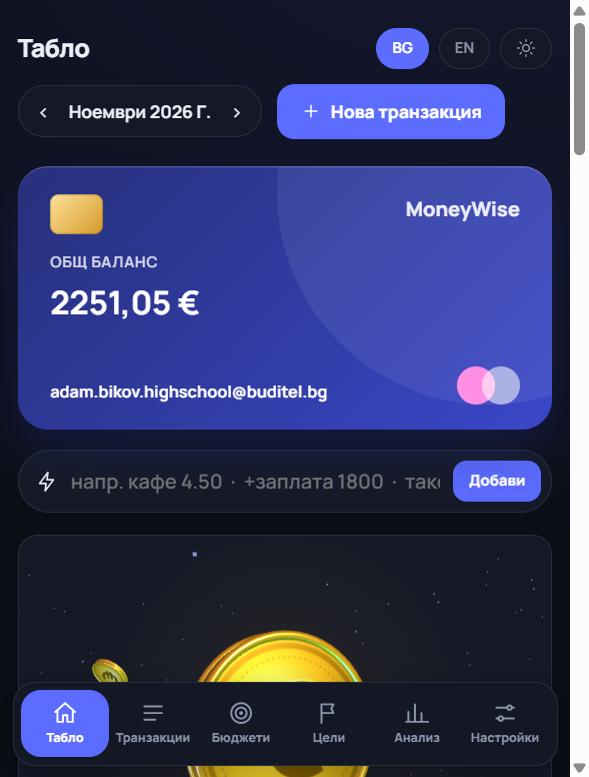 Табло
BG
EN
Ноември 2026 Г.
Нова транзакция
MoneyWise
ОБЩ БАЛАНС
2251,05 €
adam.bikov.highschool@buditel.bg
напр. кафе 4.50 · +заплата 1800 ·
Добави
Табло
Транзакции
Бюджети
Цели
Анализ
Настройки